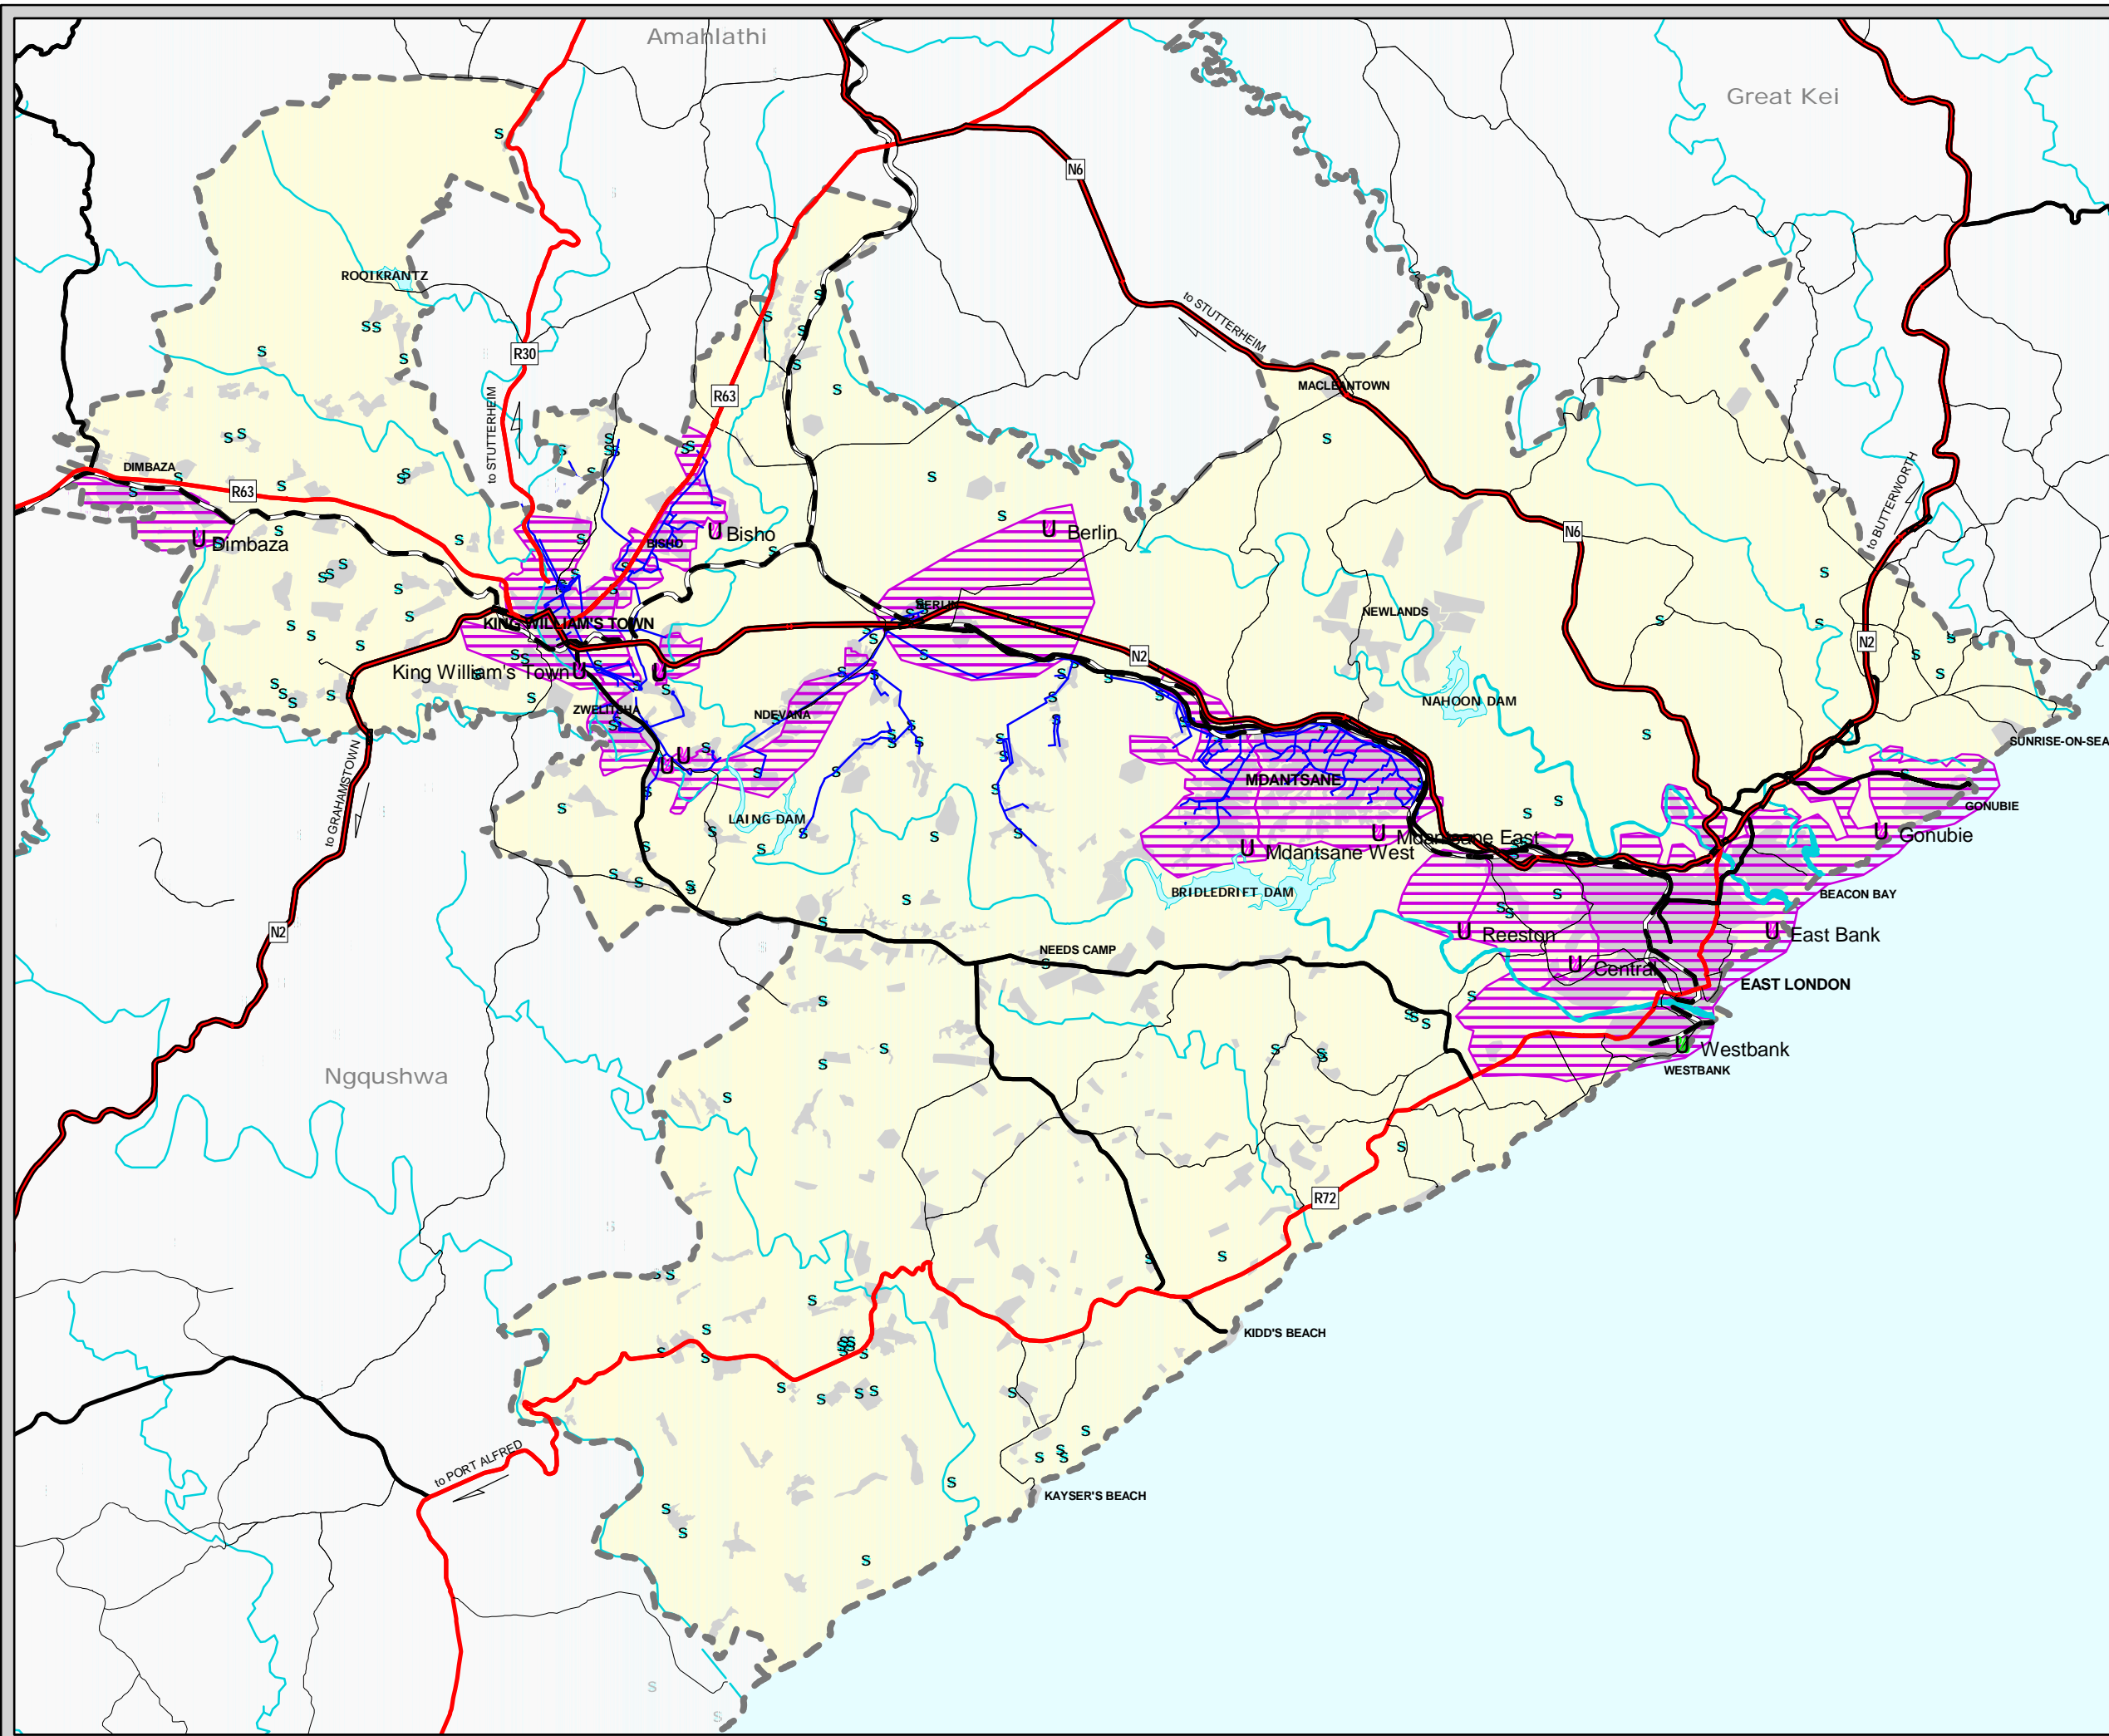 Amahlathi
Great Kei
N6
ROOIKRANTZ
to STUTTERHEIM
R30
MACLEANTOWN
R63
to STUTTERHEIM
DIMBAZA
R63
to BUTTERWORTH
U Dimbaza
U Bisho
BISHO
U Berlin
N6
BERLIN
NEWLANDS
KING WILLIAM'S TOWN
N2
N2
King William's Town U
U
NAHOON DAM
ZWELITSHA
NDEVANA
SUNRISE-ON-SEA
to GRAHAMSTOWN
U U
MDANTSANE
GONUBIE
LAING DAM
U Mdantsane East
U Gonubie
U Mdantsane West
BRIDLEDRIFT DAM
BEACON BAY
N2
U Reeston
U East Bank
NEEDS CAMP
U Central
EAST LONDON
U Westbank
WESTBANK
Ngqushwa
R72
KIDD'S BEACH
to PORT ALFRED
KAYSER'S BEACH